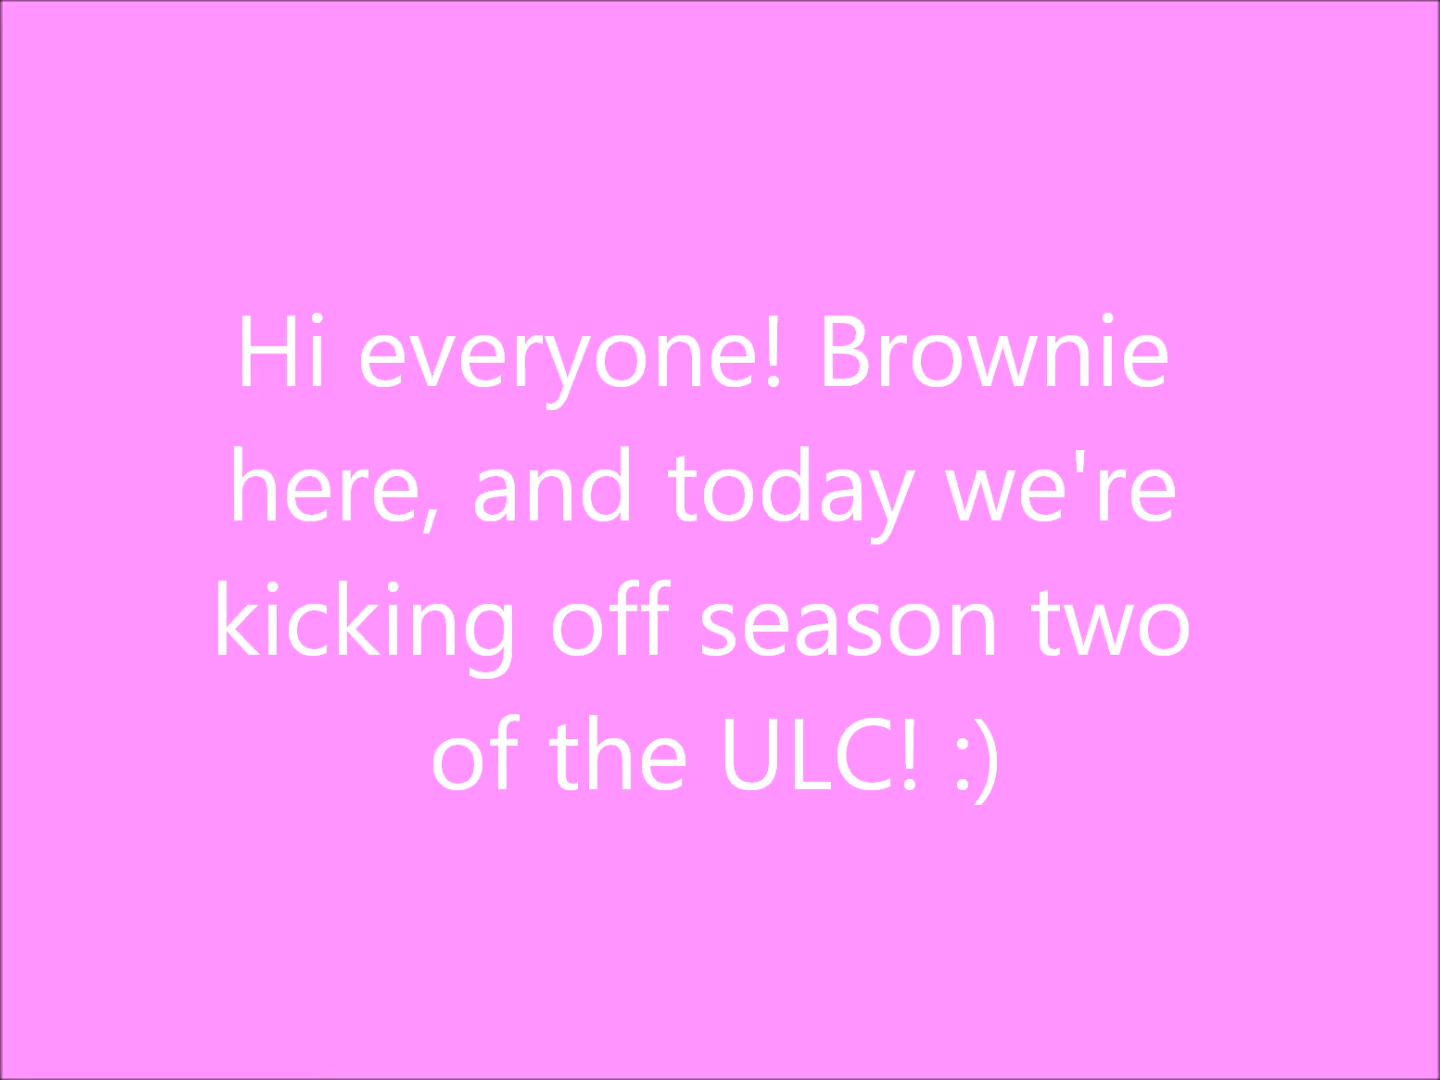 Hi everyone! Brownie
here, and today we're
kicking off season two
of the ULC! :)